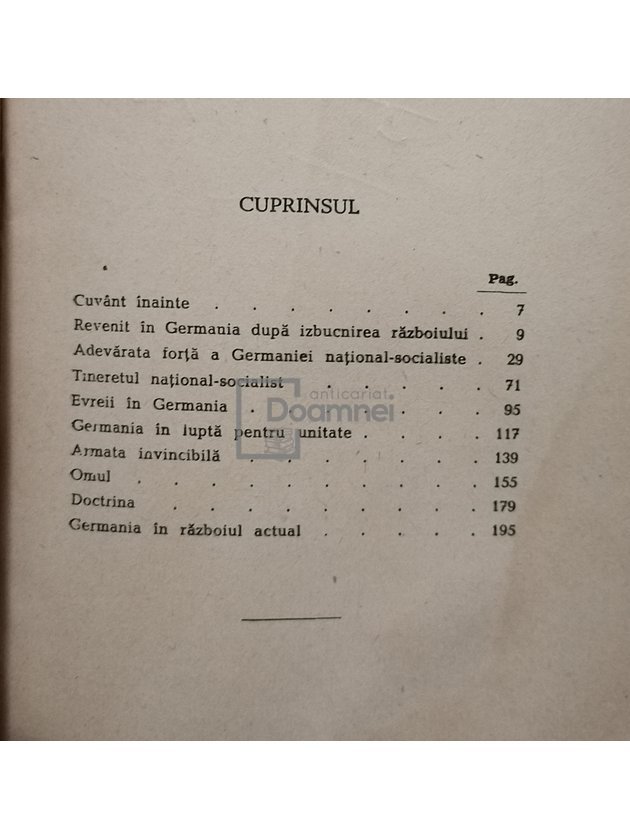 CUPRINSUL
Pag.
Cuvânt înainte . . . . . . . . 7
Revenit în Germania după izbucnirea războiului . 9
Adevărata forță a Germaniei național-socialiste . 29
Tineretul național-socialist . . . . . 71
Evreii în Germania . . . . . . . 95
Germania în luptă pentru unitate . . . . 117
Armata invincibilă . . . . . . . 139
Omul . . . . . . . . . . 155
Doctrina . . . . . . . . . 179
Germania în războiul actual . . . . . 195
anticariat
Doamnei